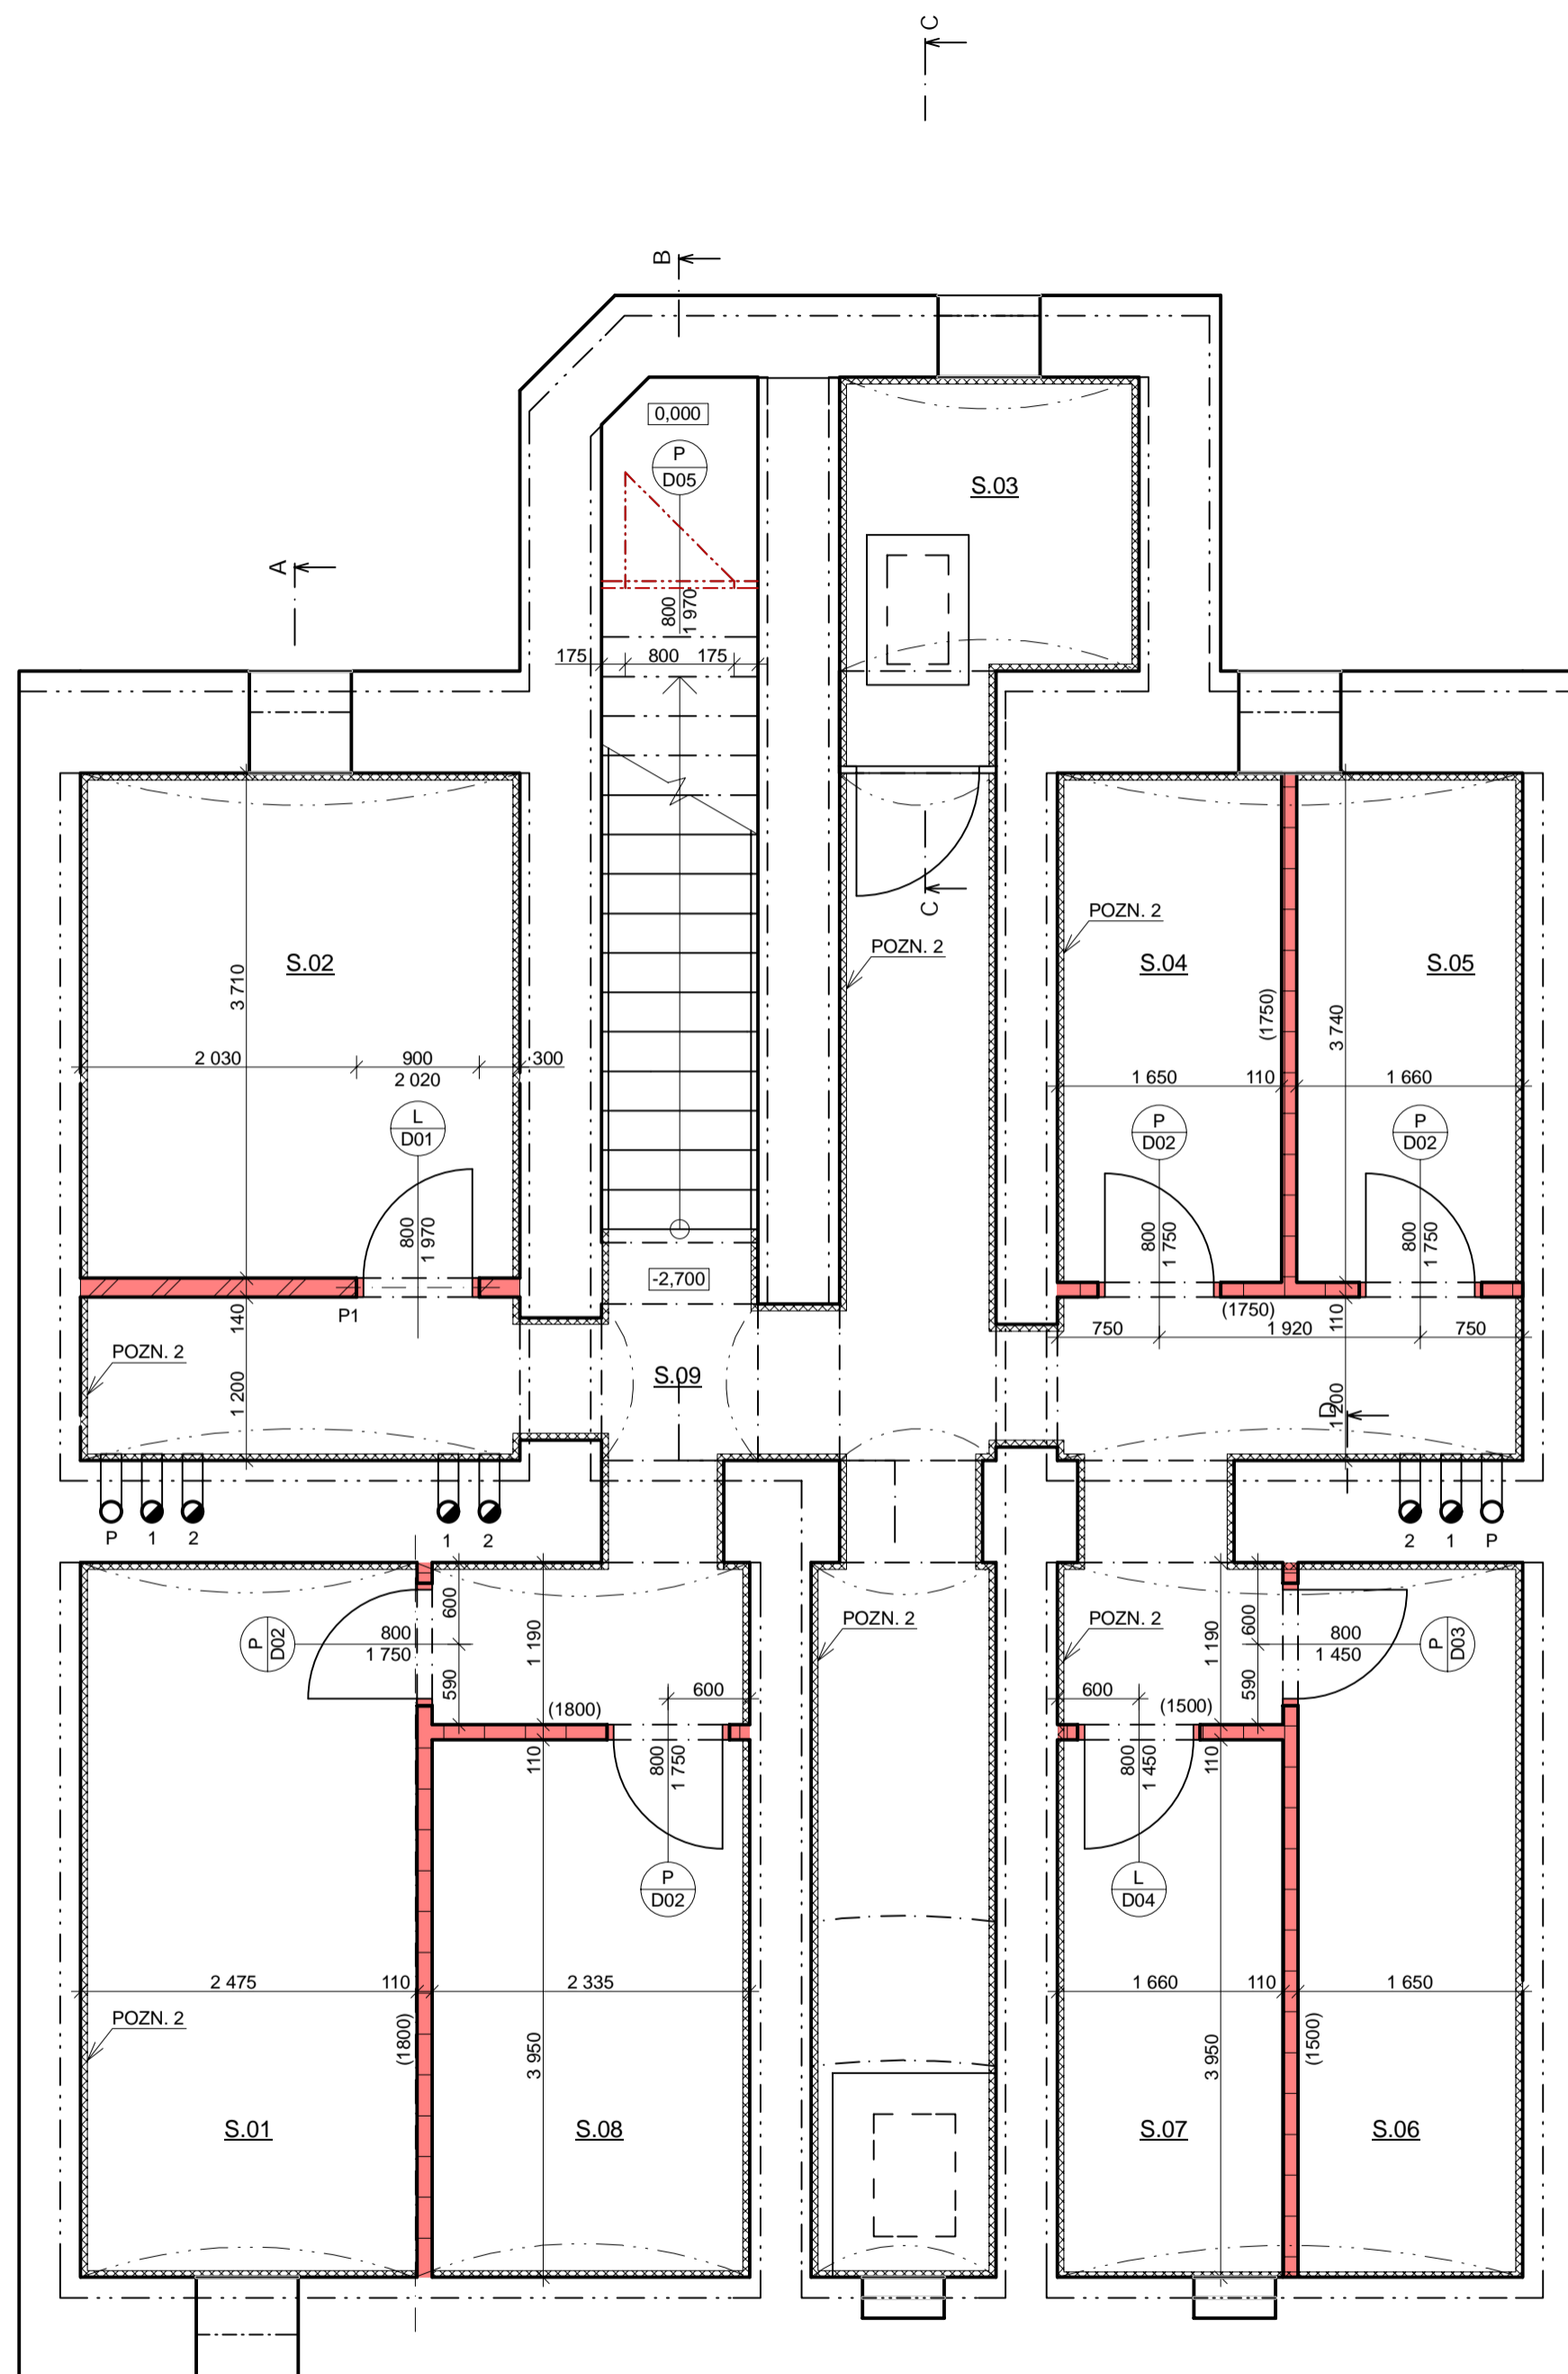 C
B
0,000
P
D05
S.03
A
800
1 970
175
800
175
POZN. 2
S.02
S.04
S.05
C
POZN. 2
3 710
(1750)
3 740
2 030
900
300
2 020
1 650
110
1 660
L
D01
P
D02
P
D02
800
1 970
800
1 750
800
1 750
-2,700
P1
140
(1750)
110
750
1 920
750
POZN. 2
S.09
1 200
1 200
D
P
1
2
1
2
2
1
P
600
1 190
POZN. 2
POZN. 2
1 190
600
P
D02
800
1 750
800
1 450
P
D03
590
600
600
590
(1800)
(1500)
110
800
1 750
800
1 450
110
P
D02
L
D04
2 475
110
2 335
1 660
110
1 650
POZN. 2
(1800)
3 950
3 950
(1500)
S.01
S.08
S.07
S.06